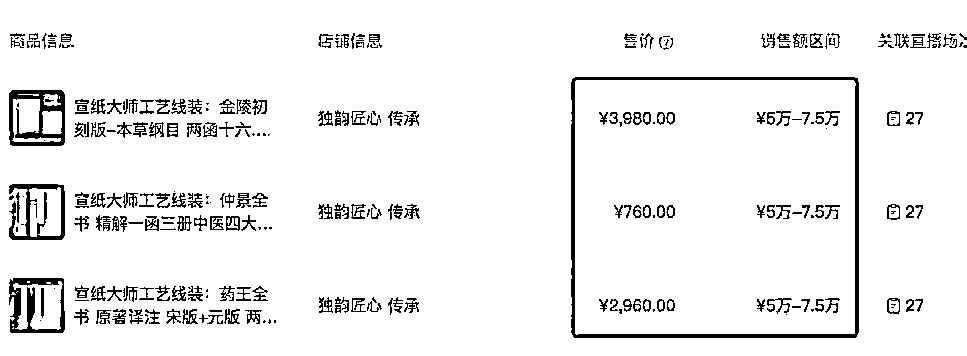 商品信息 店铺信息 售价 ? 销售额区间 关联直播场
宣纸大师工艺线装：金陵初
刻版-本草纲目 两函十六....
独韵匠心 传承 ¥3,980.00 ¥5万-7.5万 27
宣纸大师工艺线装：仲景全
书 精解一函三册中医四大...
独韵匠心 传承 ¥760.00 ¥5万-7.5万 27
宣纸大师工艺线装：药王全
书 原著译注 宋版+元版 两...
独韵匠心 传承 ¥2,960.00 ¥5万-7.5万 27